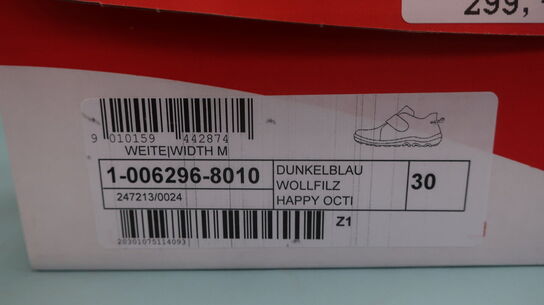 299,-
9 010159 442874
WEITE|WIDTH M
1-006296-8010
247213/0024
DUNKELBLAU
WOLLFILZ
HAPPY OCTI
30
Z1
20301075114093